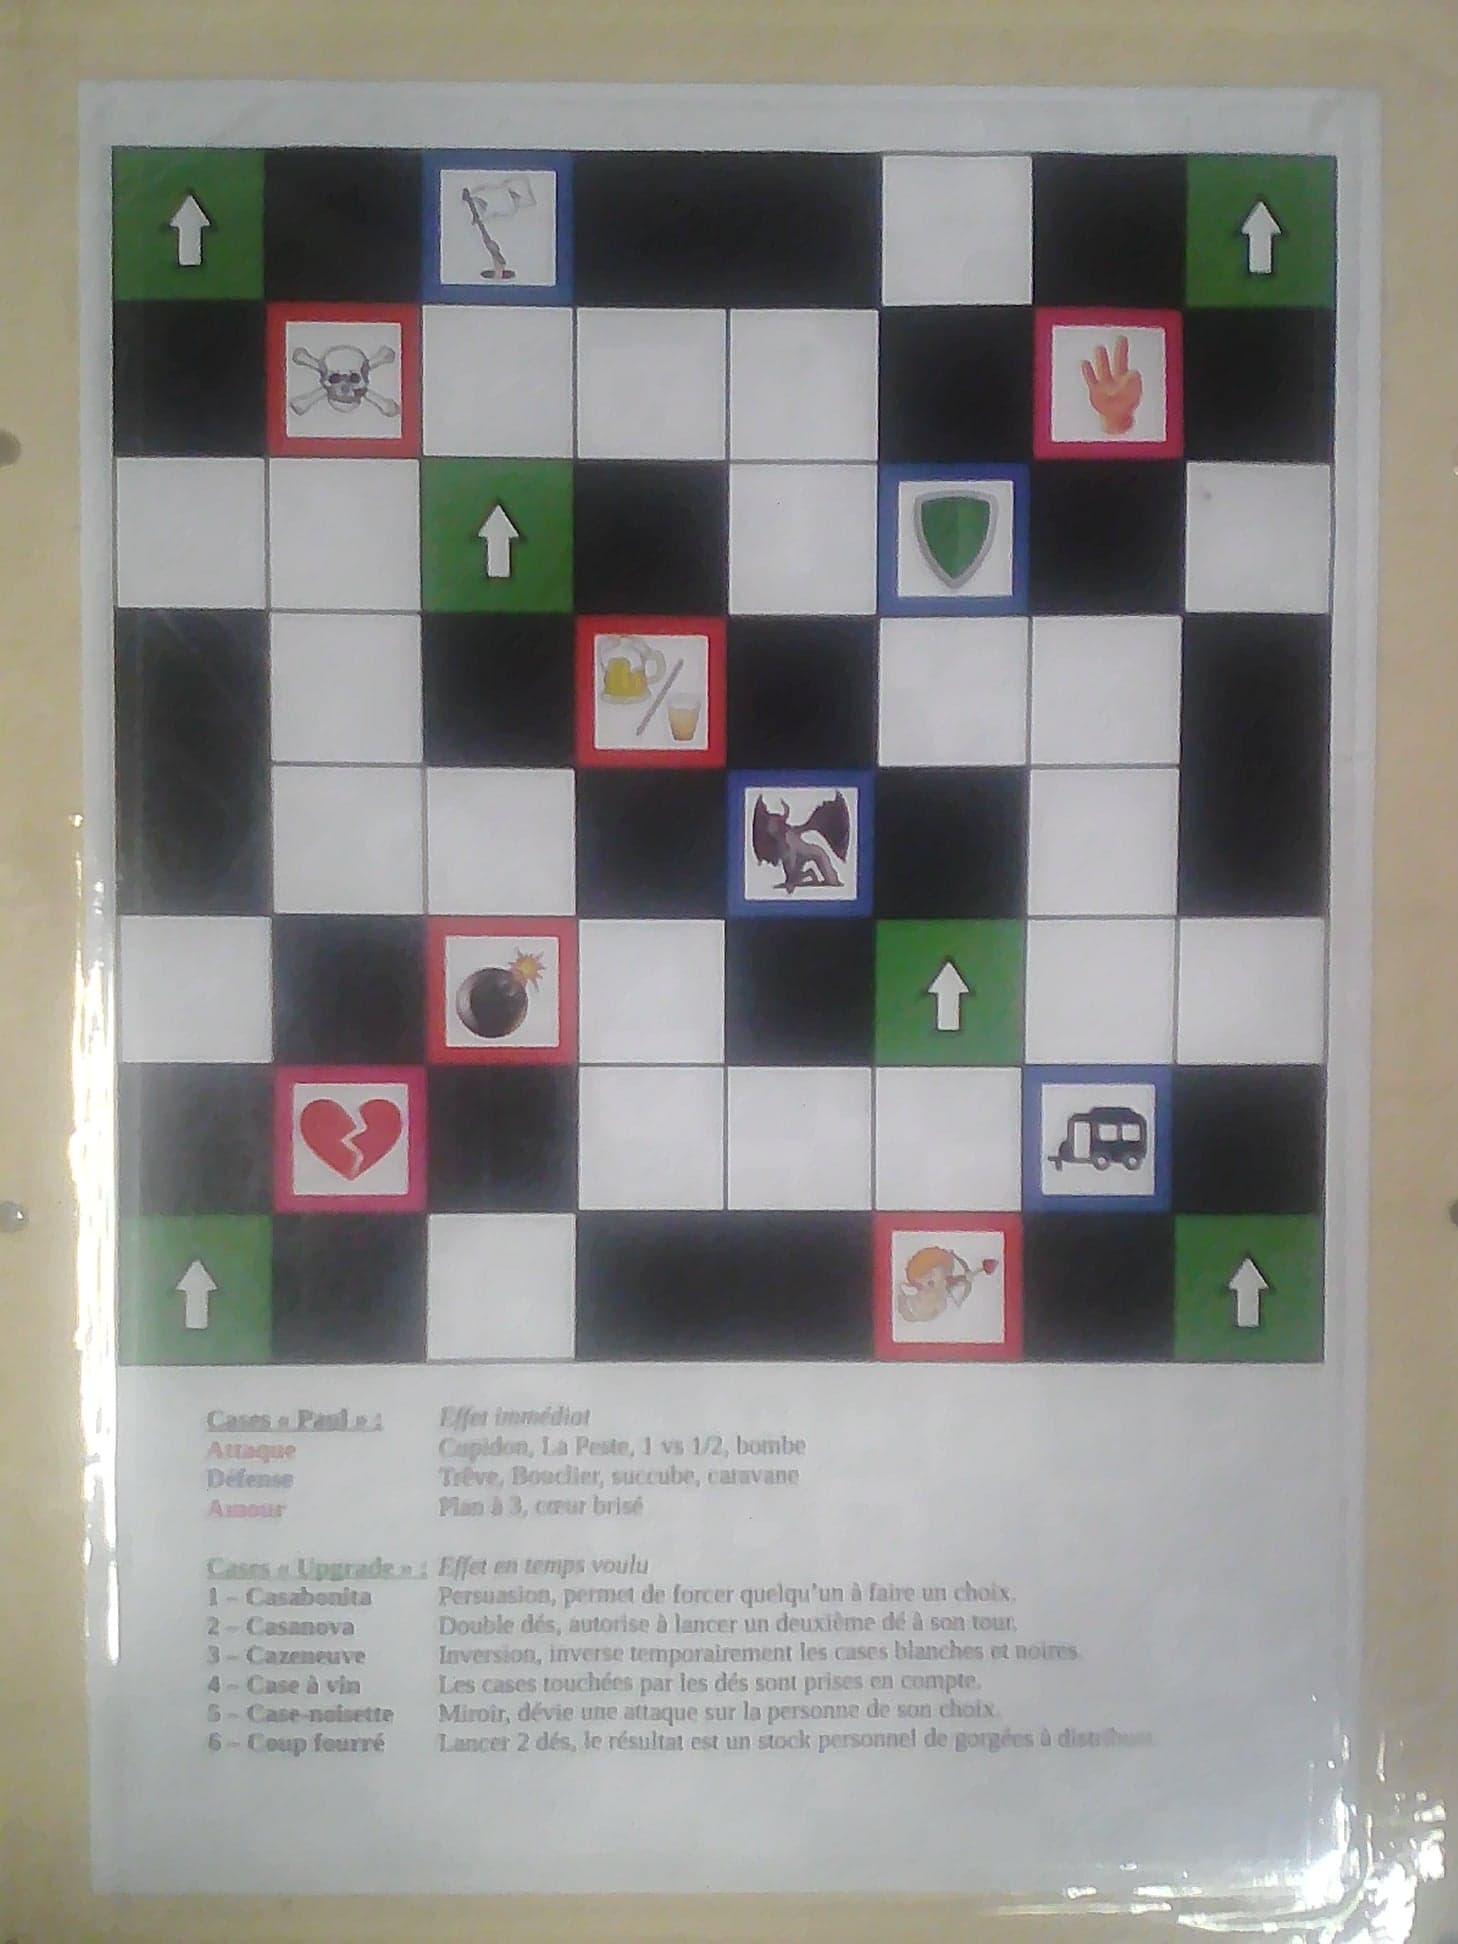 Cases « Paul » : Effet immédiat
Attaque Cupidon, La Peste, 1 vs 1/2, bombe
Défense Trêve, Bouclier, succube, caravane
Amour Plan à 3, cœur brisé
Cases « Upgrade » : Effet en temps voulu
1 – Casabonita Persuasion, permet de forcer quelqu'un à faire un choix.
2 – Casanova Double dés, autorise à lancer un deuxième dé à son tour.
3 – Cazeneuve Inversion, inverse temporairement les cases blanches et noires.
4 – Case à vin Les cases touchées par les dés sont prises en compte.
5 – Case-noisette Miroir, dévie une attaque sur la personne de son choix.
6 – Coup fourré Lancer 2 dés, le résultat est un stock personnel de gorgées à distribuer.